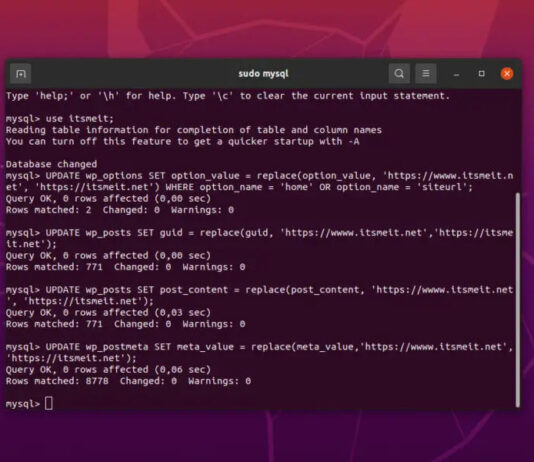 sudo mysql
Type 'help;' or '\h' for help. Type '\c' to clear the current input statement.
mysql> use itsmeit;
Reading table information for completion of table and column names
You can turn off this feature to get a quicker startup with -A
Database changed
mysql> UPDATE wp_options SET option_value = replace(option_value, 'https://wwww.itsmeit.n
et', 'https://itsmeit.net') WHERE option_name = 'home' OR option_name = 'siteurl';
Query OK, 0 rows affected (0,00 sec)
Rows matched: 2  Changed: 0  Warnings: 0
mysql> UPDATE wp_posts SET guid = replace(guid, 'https://wwww.itsmeit.net','https://itsme
it.net');
Query OK, 0 rows affected (0,00 sec)
Rows matched: 771  Changed: 0  Warnings: 0
mysql> UPDATE wp_posts SET post_content = replace(post_content, 'https://wwww.itsmeit.net
', 'https://itsmeit.net');
Query OK, 0 rows affected (0,03 sec)
Rows matched: 771  Changed: 0  Warnings: 0
mysql> UPDATE wp_postmeta SET meta_value = replace(meta_value,'https://wwww.itsmeit.net',
'https://itsmeit.net');
Query OK, 0 rows affected (0,06 sec)
Rows matched: 8778  Changed: 0  Warnings: 0
mysql>